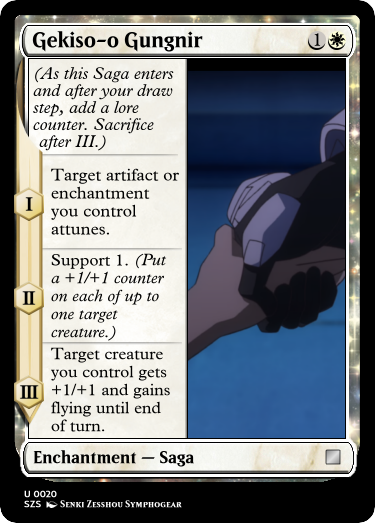 Gekiso-o Gungnir 1
(As this Saga enters
and after your draw
step, add a lore
counter. Sacrifice
after III.)
I
Target artifact or
enchantment
you control
attunes.
II
Support 1. (Put
a +1/+1 counter
on each of up to
one target
creature.)
III
Target creature
you control gets
+1/+1 and gains
flying until end
of turn.
Enchantment — Saga
U 0020
SZS Senki Zesshou Symphogear